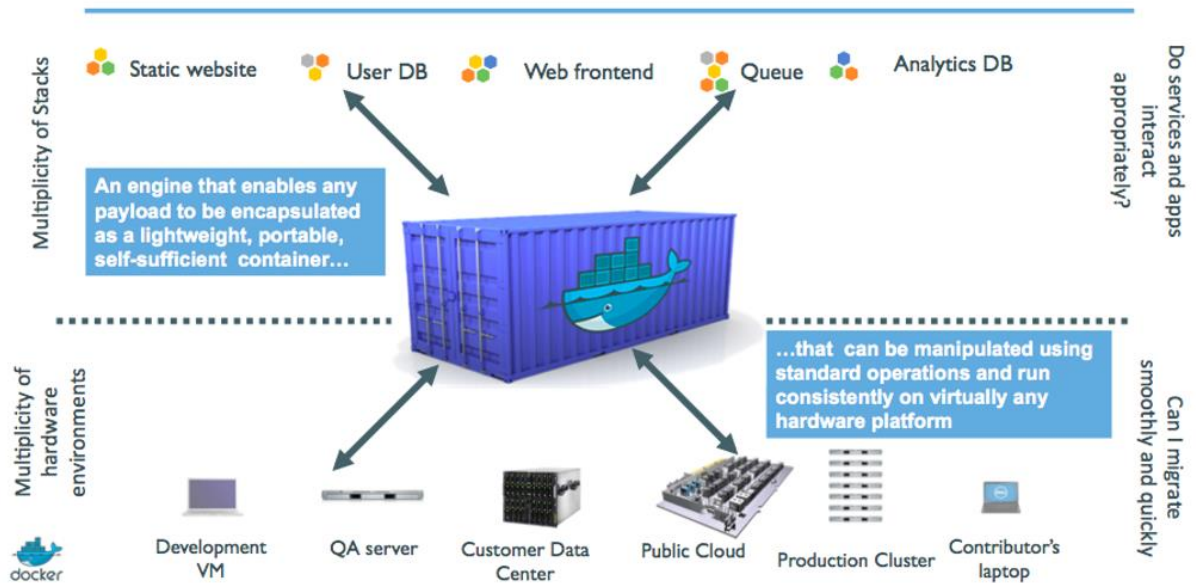 Multiplicity of Stacks
Static website
User DB
Web frontend
Queue
Analytics DB
Do services and apps
interact
appropriately?
An engine that enables any
payload to be encapsulated
as a lightweight, portable,
self-sufficient container…
…that can be manipulated using
standard operations and run
consistently on virtually any
hardware platform
Multiplicity of
hardware
environments
Can I migrate
smoothly and quickly
Development
VM
QA server
Customer Data
Center
Public Cloud
Production Cluster
Contributor’s
laptop
docker